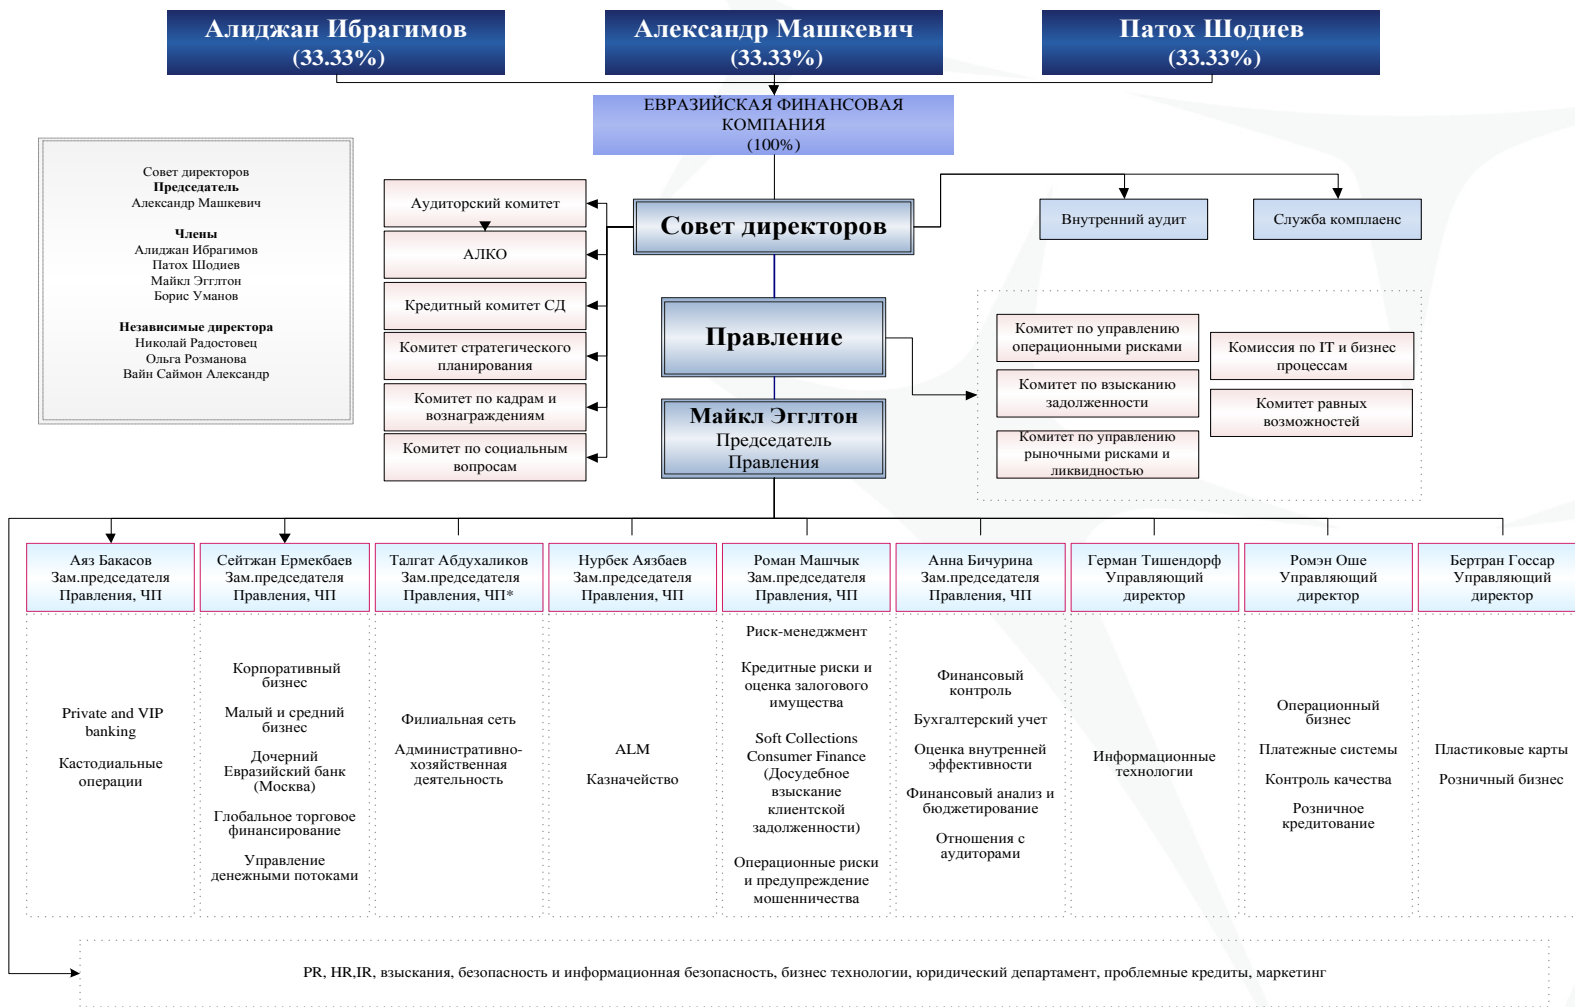 Алиджан Ибрагимов
(33.33%)
Александр Машкевич
(33.33%)
Патох Шодиев
(33.33%)
ЕВРАЗИЙСКАЯ ФИНАНСОВАЯ
КОМПАНИЯ
(100%)
Совет директоров
Председатель
Александр Машкевич
Члены
Алиджан Ибрагимов
Патох Шодиев
Майкл Эгглтон
Борис Уманов
Независимые директора
Николай Радостовец
Ольга Розманова
Вайн Саймон Александр
Аудиторский комитет
АЛКО
Кредитный комитет СД
Комитет стратегического
планирования
Комитет по кадрам и
вознаграждениям
Комитет по социальным
вопросам
Совет директоров
Правление
Майкл Эгглтон
Председатель
Правления
Внутренний аудит
Служба комплаенс
Комитет по управлению
операционными рисками
Комитет по взысканию
задолженности
Комитет по управлению
рыночными рисками и
ликвидностью
Комиссия по IT и бизнес
процессам
Комитет равных
возможностей
Аяз Бакасов
Зам.председателя
Правления, ЧП
Сейтжан Ермекбаев
Зам.председателя
Правления, ЧП
Талгат Абдухаликов
Зам.председателя
Правления, ЧП*
Нурбек Аязбаев
Зам.председателя
Правления, ЧП
Роман Машчык
Зам.председателя
Правления, ЧП
Анна Бичурина
Зам.председателя
Правления, ЧП
Герман Тишендорф
Управляющий
директор
Ромэн Оше
Управляющий
директор
Бертран Госсар
Управляющий
директор
Private and VIP
banking
Кастодиальные
операции
Корпоративный
бизнес
Малый и средний
бизнес
Дочерний
Евразийский банк
(Москва)
Глобальное торговое
финансирование
Управление
денежными потоками
Филиальная сеть
Административно-
хозяйственная
деятельность
ALM
Казначейство
Риск-менеджмент
Кредитные риски и
оценка залогового
имущества
Soft Collections
Consumer Finance
(Досудебное
взыскание
клиентской
задолженности)
Операционные риски
и предупреждение
мошенничества
Финансовый
контроль
Бухгалтерский учет
Оценка внутренней
эффективности
Финансовый анализ и
бюджетирование
Отношения с
аудиторами
Информационные
технологии
Операционный
бизнес
Платежные системы
Контроль качества
Розничное
кредитование
Пластиковые карты
Розничный бизнес
PR, HR,IR, взыскания, безопасность и информационная безопасность, бизнес технологии, юридический департамент, проблемные кредиты, маркетинг